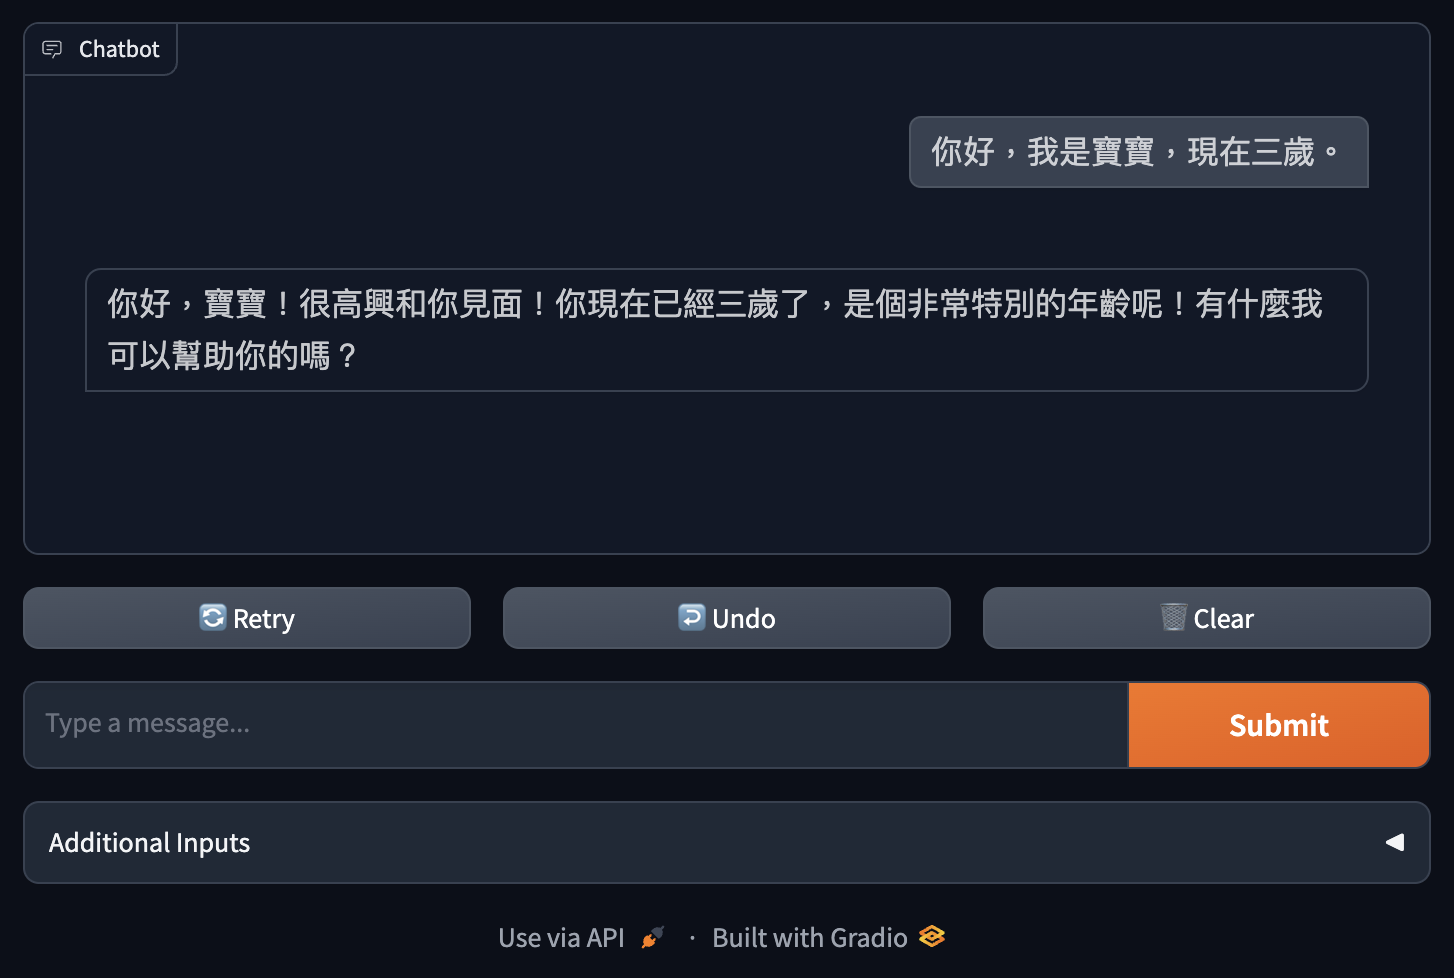 Chatbot
你好，我是寶寶，現在三歲。
你好，寶寶！很高興和你見面！你現在已經三歲了，是個非常特別的年齡呢！有什麼我
可以幫助你的嗎？
Retry
Undo
Clear
Type a message...
Submit
Additional Inputs
Use via API · Built with Gradio